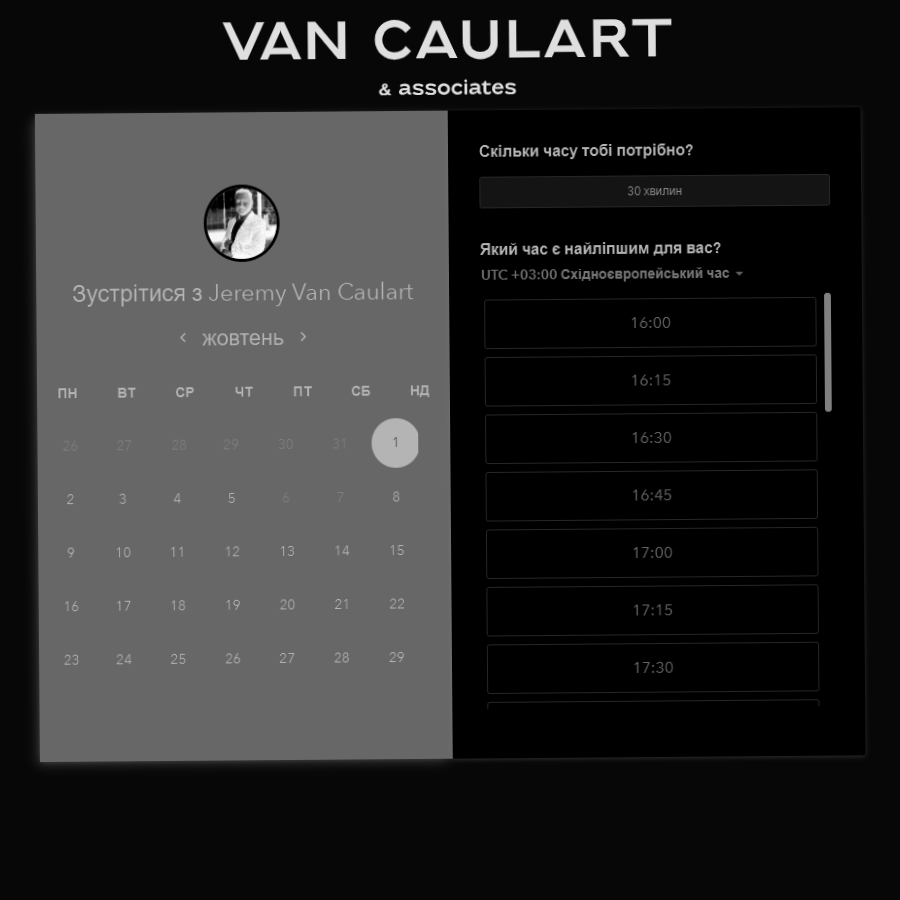 VAN CAULART
& associates
Зустрітися з Jeremy Van Caulart
жовтень
ПН ВТ СР ЧТ ПТ СБ НД
26 27 28 29 30 31 1
2 3 4 5 6 7 8
9 10 11 12 13 14 15
16 17 18 19 20 21 22
23 24 25 26 27 28 29
Скільки часу тобі потрібно?
30 хвилин
Який час є найліпшим для вас?
UTC +03:00 Східноєвропейський час
16:00
16:15
16:30
16:45
17:00
17:15
17:30